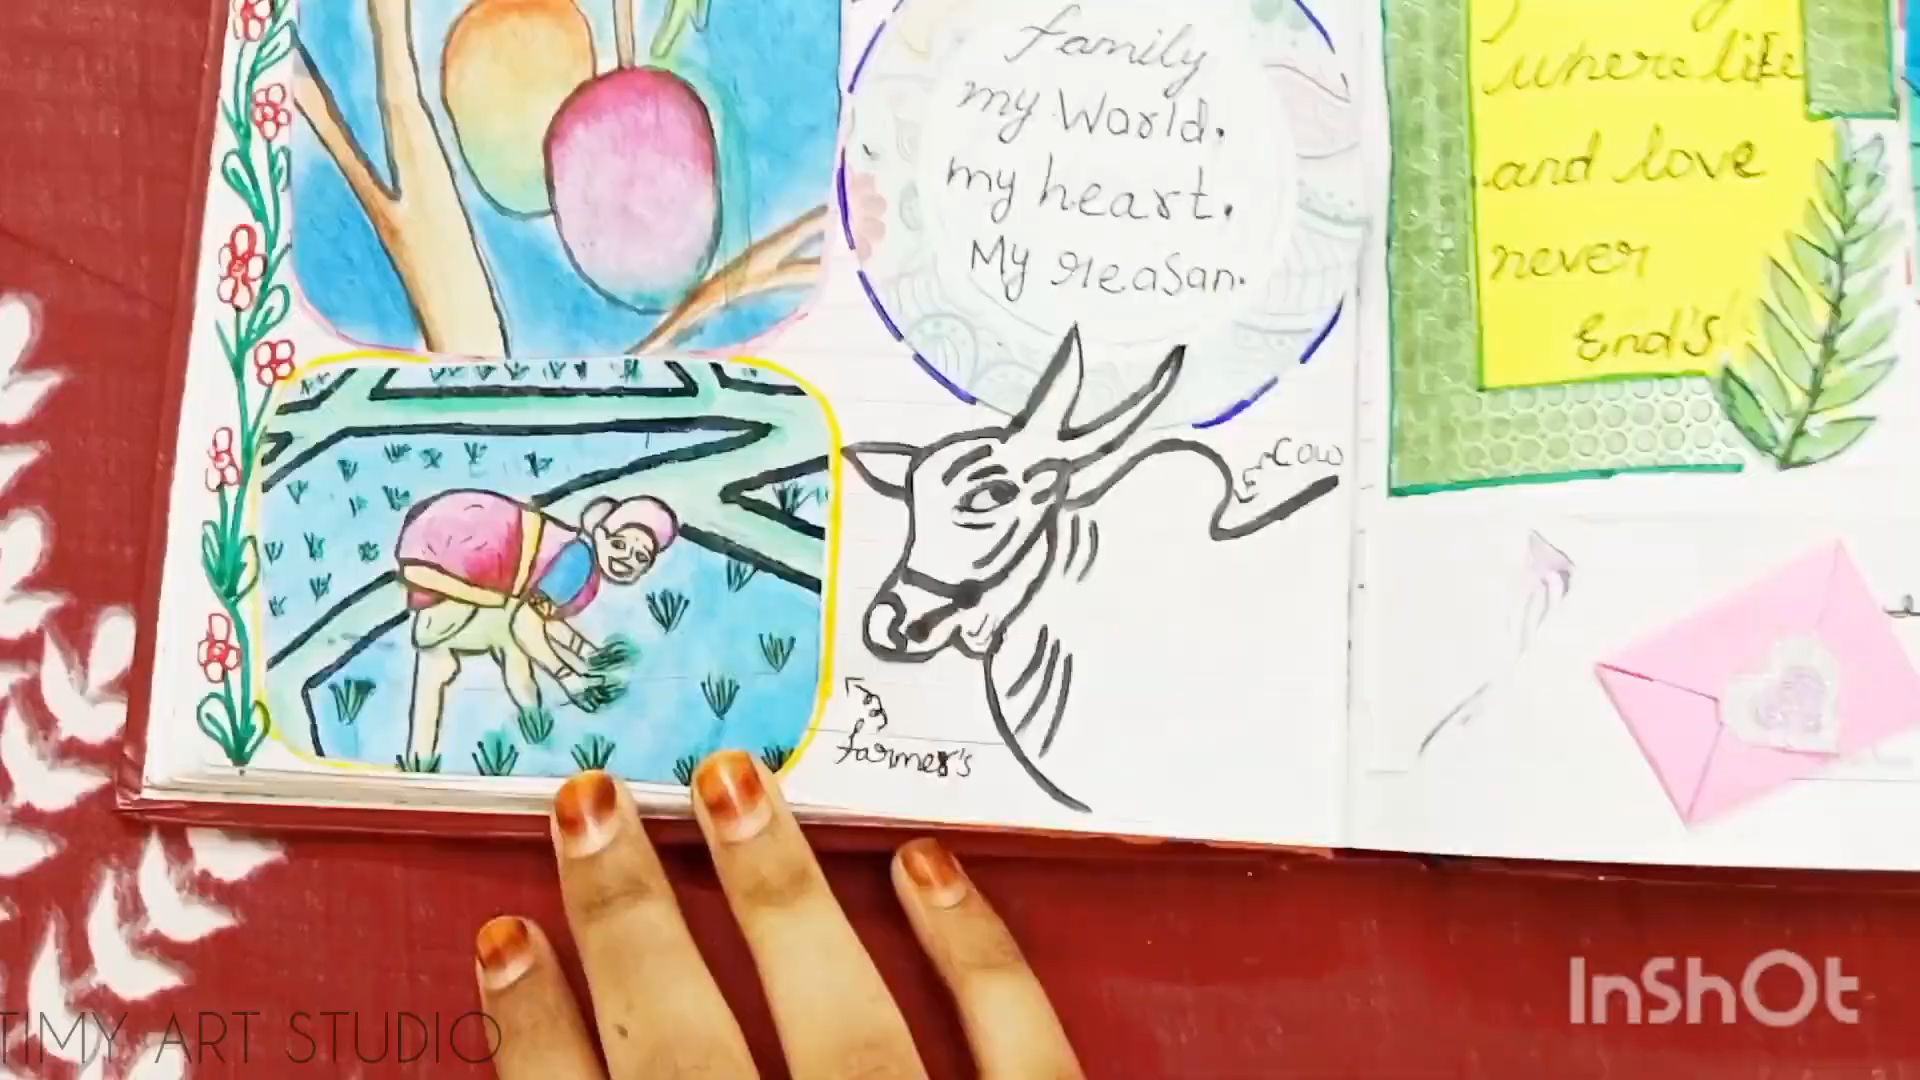 family
my World.
my heart.
My reasan.
where life
and love
never
End's
Cow
farmer's
InShOt
TIMY ART STUDIO